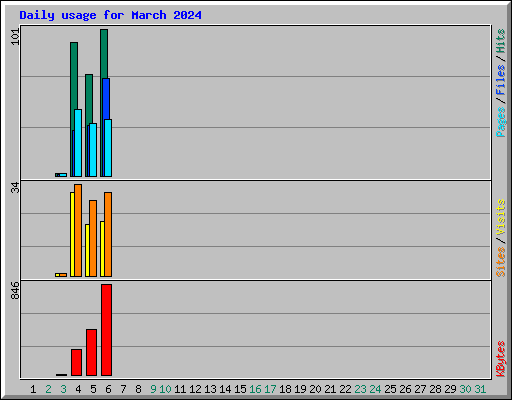 Daily usage for March 2024
101
34
846
Pages / Files / Hits
Sites / Visits
KBytes
1 2 3 4 5 6 7 8 9 10 11 12 13 14 15 16 17 18 19 20 21 22 23 24 25 26 27 28 29 30 31